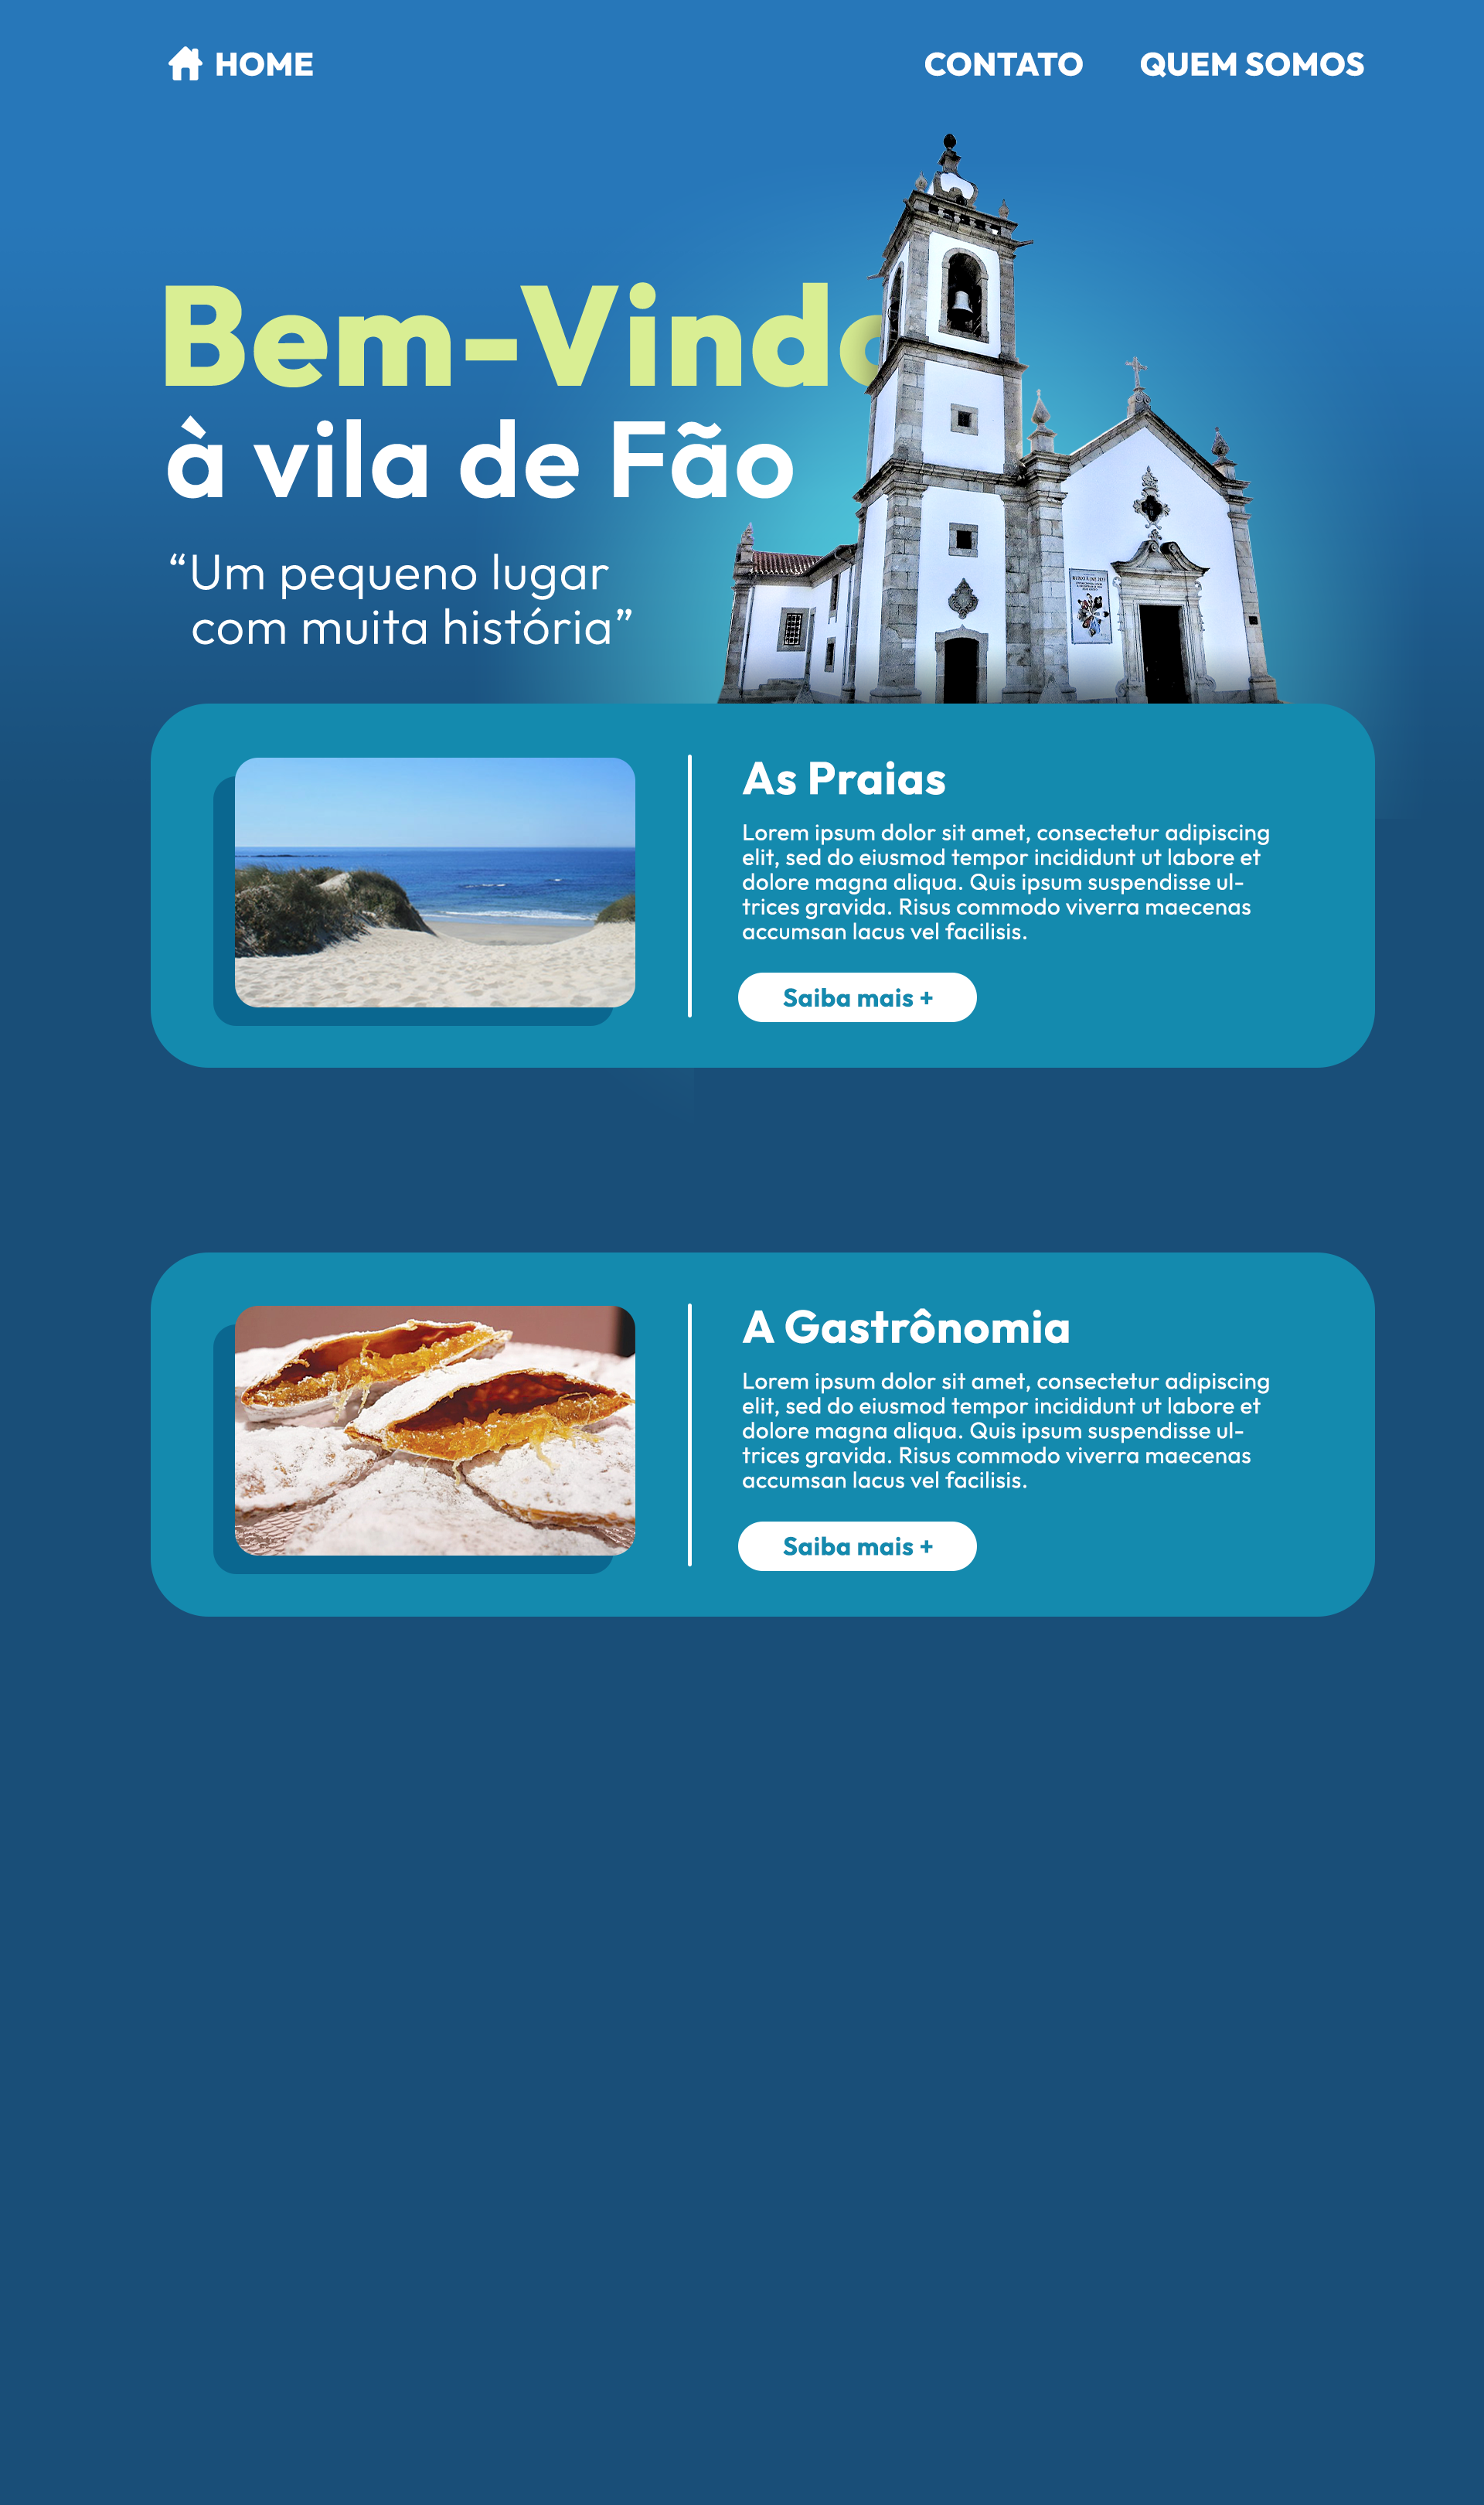 HOME
CONTATO
QUEM SOMOS
Bem-Vindo
à vila de Fão
“Um pequeno lugar
com muita história”
As Praias
Lorem ipsum dolor sit amet, consectetur adipiscing
elit, sed do eiusmod tempor incididunt ut labore et
dolore magna aliqua. Quis ipsum suspendisse ul-
trices gravida. Risus commodo viverra maecenas
accumsan lacus vel facilisis.
Saiba mais +
A Gastrônomia
Lorem ipsum dolor sit amet, consectetur adipiscing
elit, sed do eiusmod tempor incididunt ut labore et
dolore magna aliqua. Quis ipsum suspendisse ul-
trices gravida. Risus commodo viverra maecenas
accumsan lacus vel facilisis.
Saiba mais +